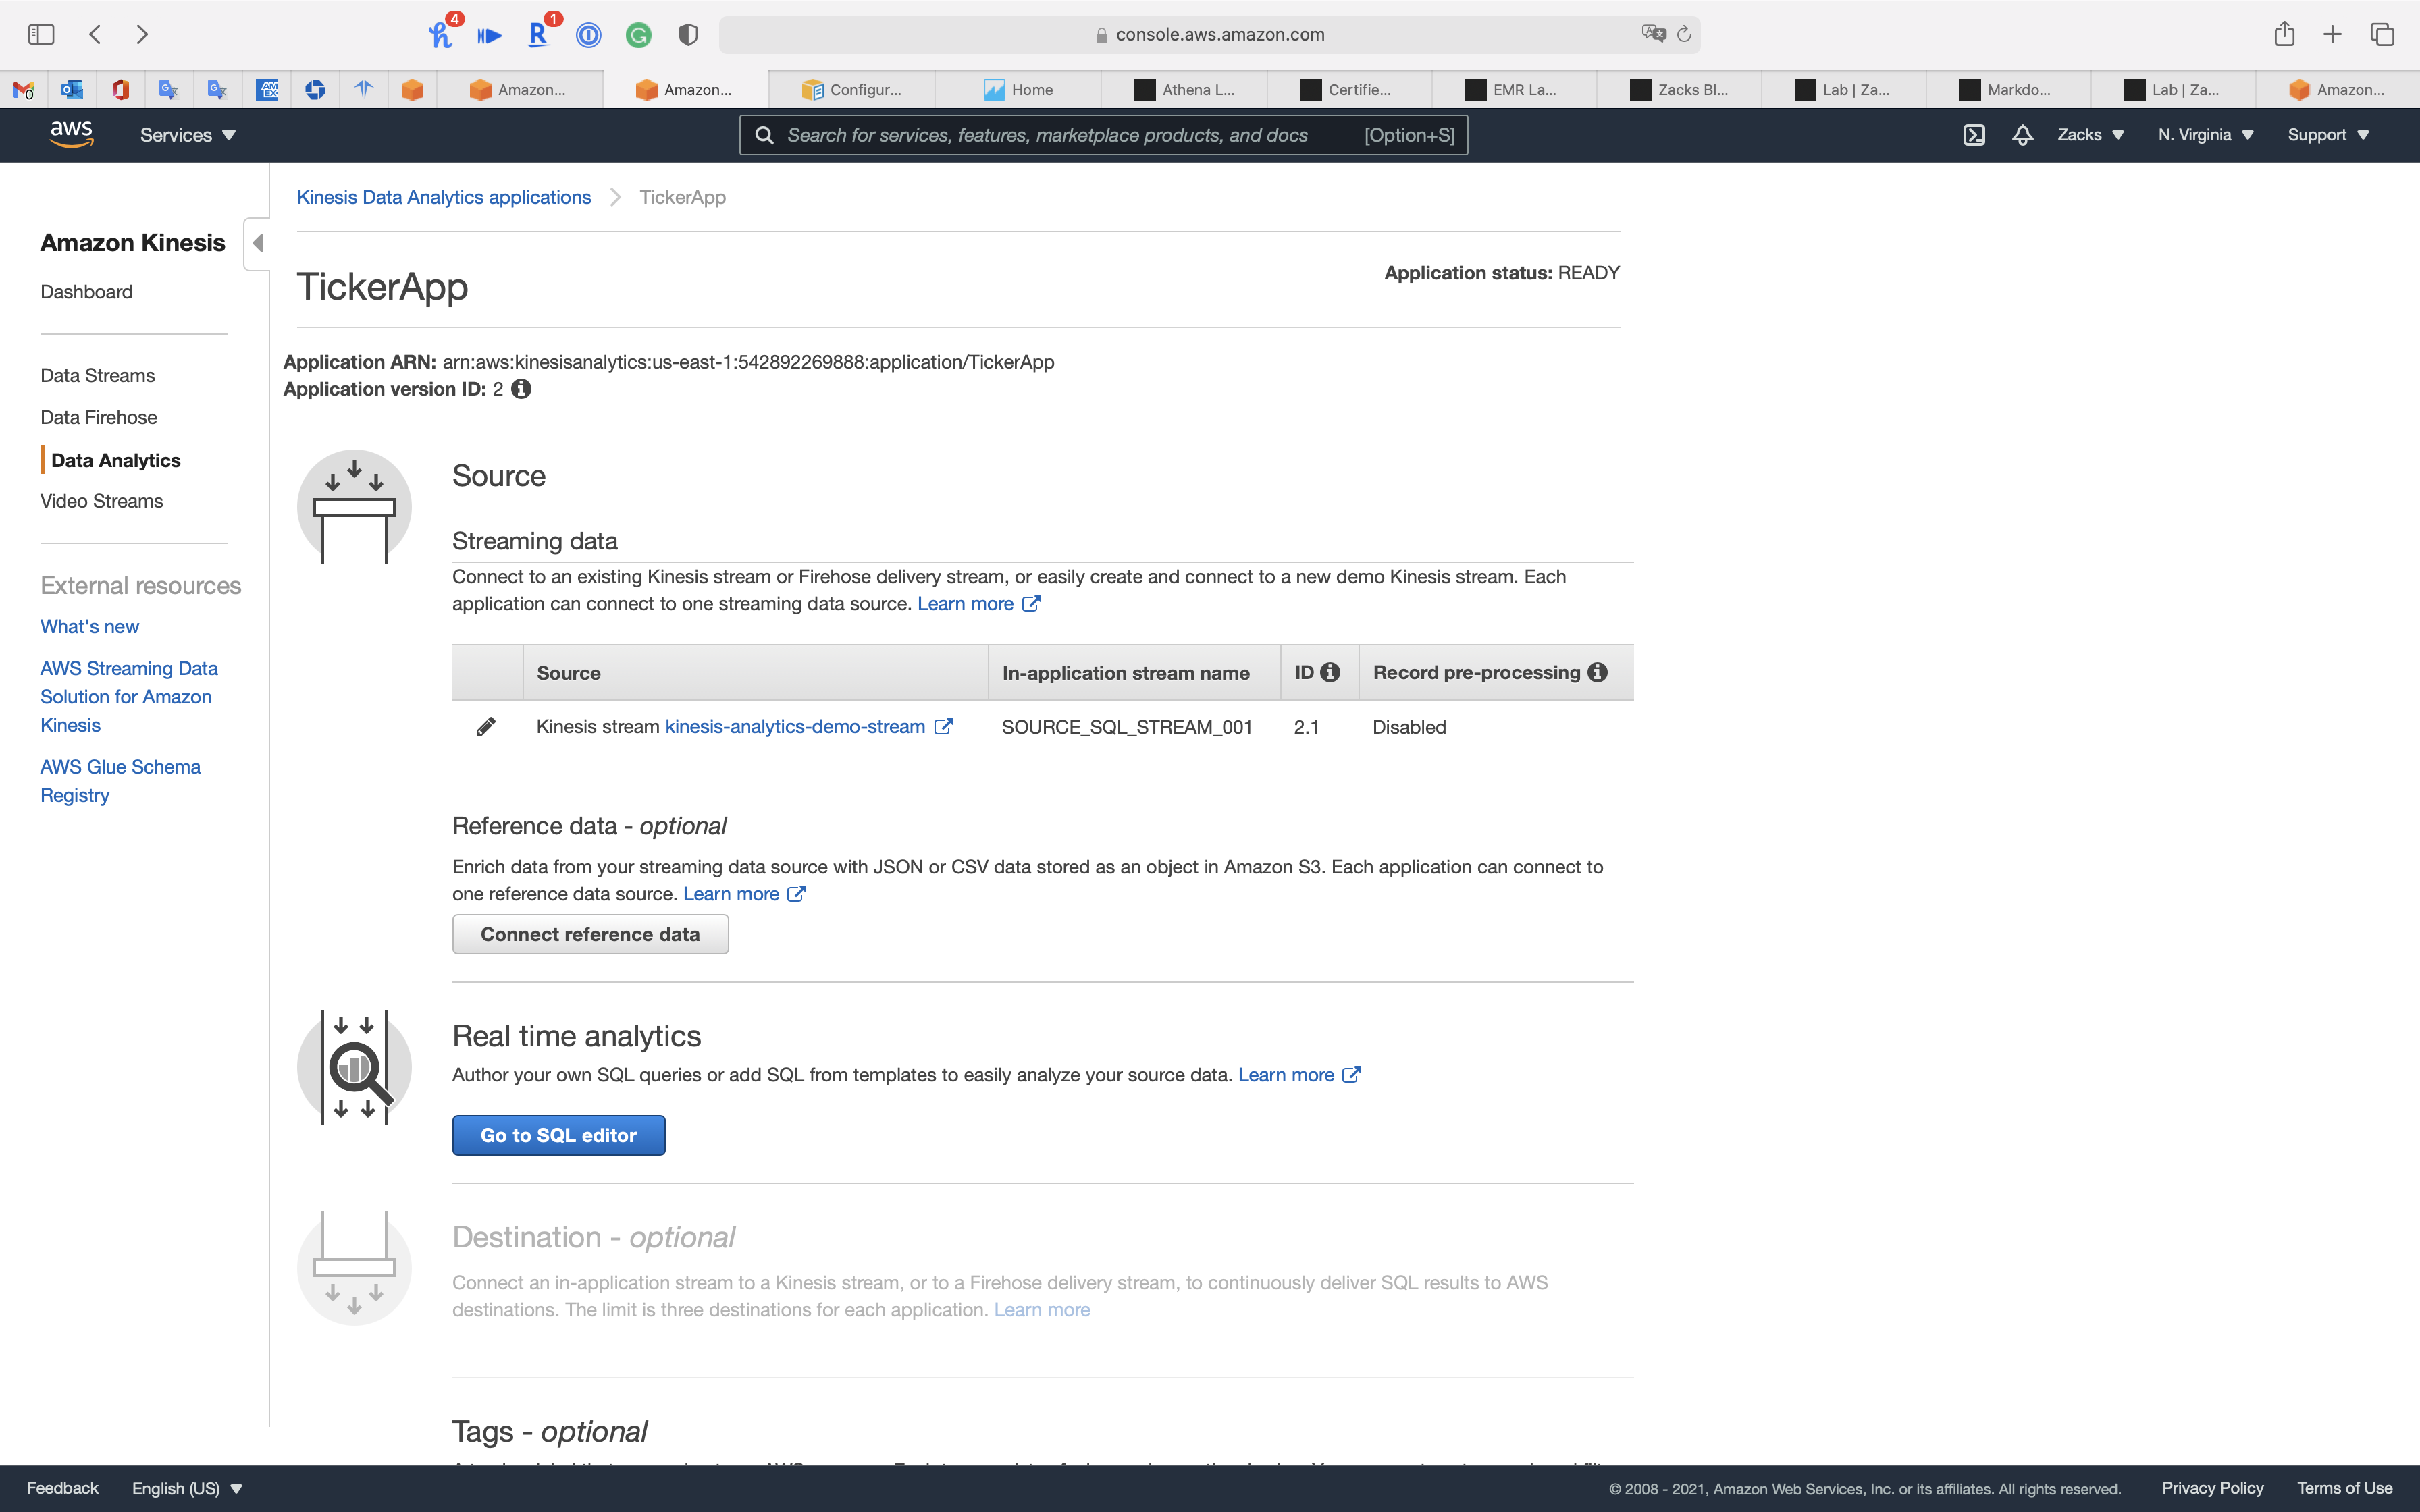 4
R
1
console.aws.amazon.com
0
AM
EX
Amazon...
Amazon...
Configur...
Home
Athena L...
Certifie...
EMR La...
Zacks Bl...
Lab | Za...
Markdo...
Lab | Za...
Amazon...
aws
Services
Search for services, features, marketplace products, and docs
[Option+S]
Zacks
N. Virginia
Support
Amazon Kinesis
Dashboard
Data Streams
Data Firehose
Data Analytics
Video Streams
External resources
What's new
AWS Streaming Data
Solution for Amazon
Kinesis
AWS Glue Schema
Registry
Kinesis Data Analytics applications
TickerApp
TickerApp
Application status: READY
Application ARN: arn:aws:kinesisanalytics:us-east-1:542892269888:application/TickerApp
Application version ID: 2
Source
Streaming data
Connect to an existing Kinesis stream or Firehose delivery stream, or easily create and connect to a new demo Kinesis stream. Each
application can connect to one streaming data source. Learn more
Source In-application stream name ID Record pre-processing
Kinesis stream kinesis-analytics-demo-stream SOURCE_SQL_STREAM_001 2.1 Disabled
Reference data - optional
Enrich data from your streaming data source with JSON or CSV data stored as an object in Amazon S3. Each application can connect to
one reference data source. Learn more
Connect reference data
Real time analytics
Author your own SQL queries or add SQL from templates to easily analyze your source data. Learn more
Go to SQL editor
Destination - optional
Connect an in-application stream to a Kinesis stream, or to a Firehose delivery stream, to continuously deliver SQL results to AWS
destinations. The limit is three destinations for each application. Learn more
Tags - optional
Feedback
English (US)
© 2008 - 2021, Amazon Web Services, Inc. or its affiliates. All rights reserved.
Privacy Policy
Terms of Use